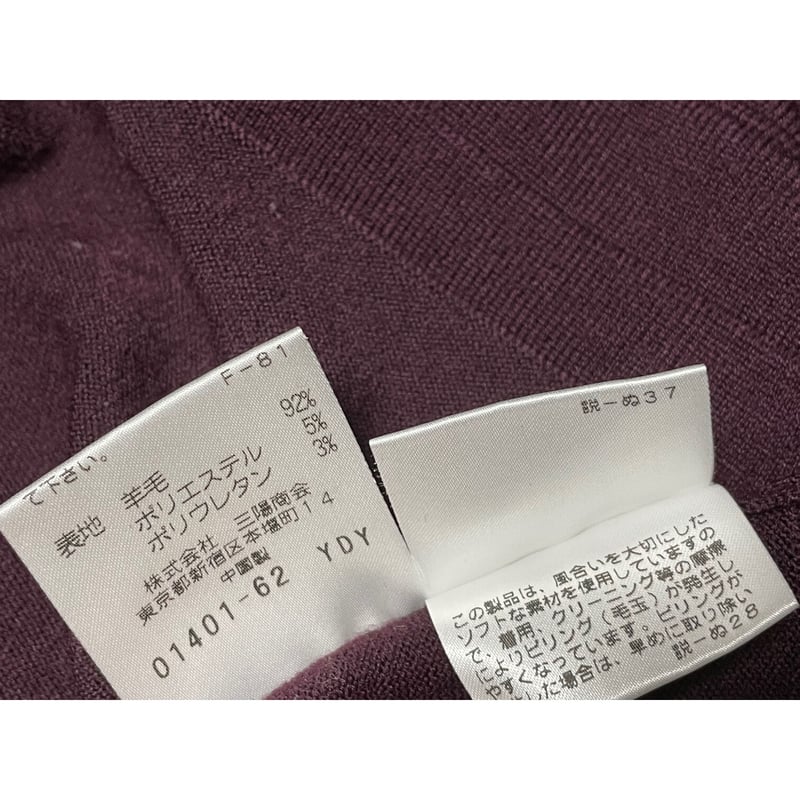 F-81
て下さい。
表地 羊毛 92%
ポリエステル 5%
ポリウレタン 3%
株式会社 三陽商会
東京都新宿区本塩町14
中国製
01401-62 YDY
説ーぬ37
この製品は、風合いを大切にした
ソフトな素材を使用していますの
で、着用、クリーニング等の摩擦
によりピリング(毛玉)が発生し
やすくなっています。ピリングが
した場合は、早めに取り除い
説ーぬ28